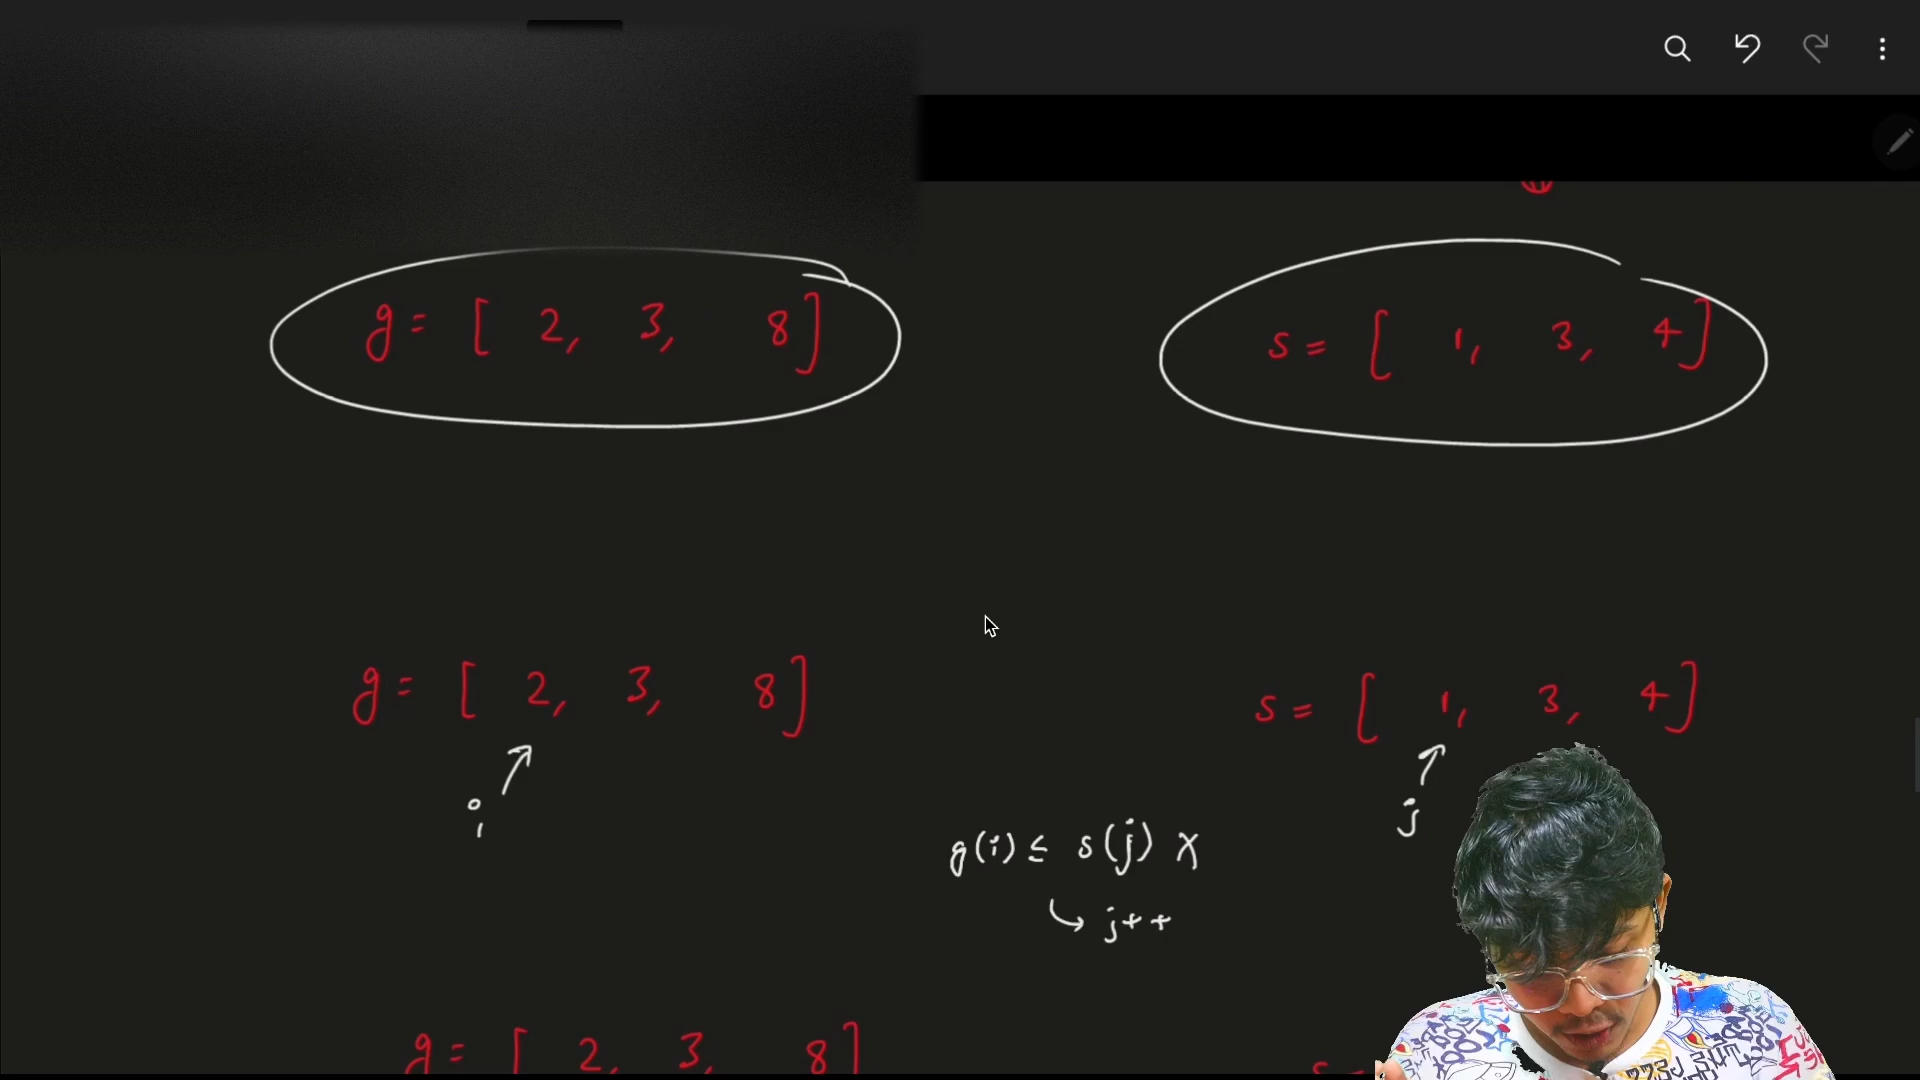 g = [ 2, 3, 8]
s = [ 1, 3, 4]
g = [ 2, 3, 8]
s = [ 1, 3, 4]
i
j
g(i) ≤ s(j) X
↳ j++
g = [ 2, 3, 8]